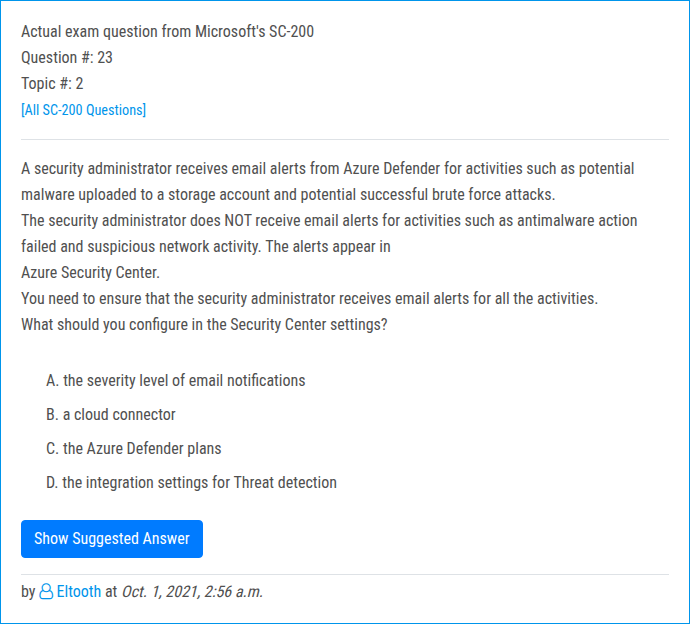 Actual exam question from Microsoft's SC-200
Question #: 23
Topic #: 2
[All SC-200 Questions]
A security administrator receives email alerts from Azure Defender for activities such as potential
malware uploaded to a storage account and potential successful brute force attacks.
The security administrator does NOT receive email alerts for activities such as antimalware action
failed and suspicious network activity. The alerts appear in
Azure Security Center.
You need to ensure that the security administrator receives email alerts for all the activities.
What should you configure in the Security Center settings?
A. the severity level of email notifications
B. a cloud connector
C. the Azure Defender plans
D. the integration settings for Threat detection
Show Suggested Answer
by Eltooth at Oct. 1, 2021, 2:56 a.m.